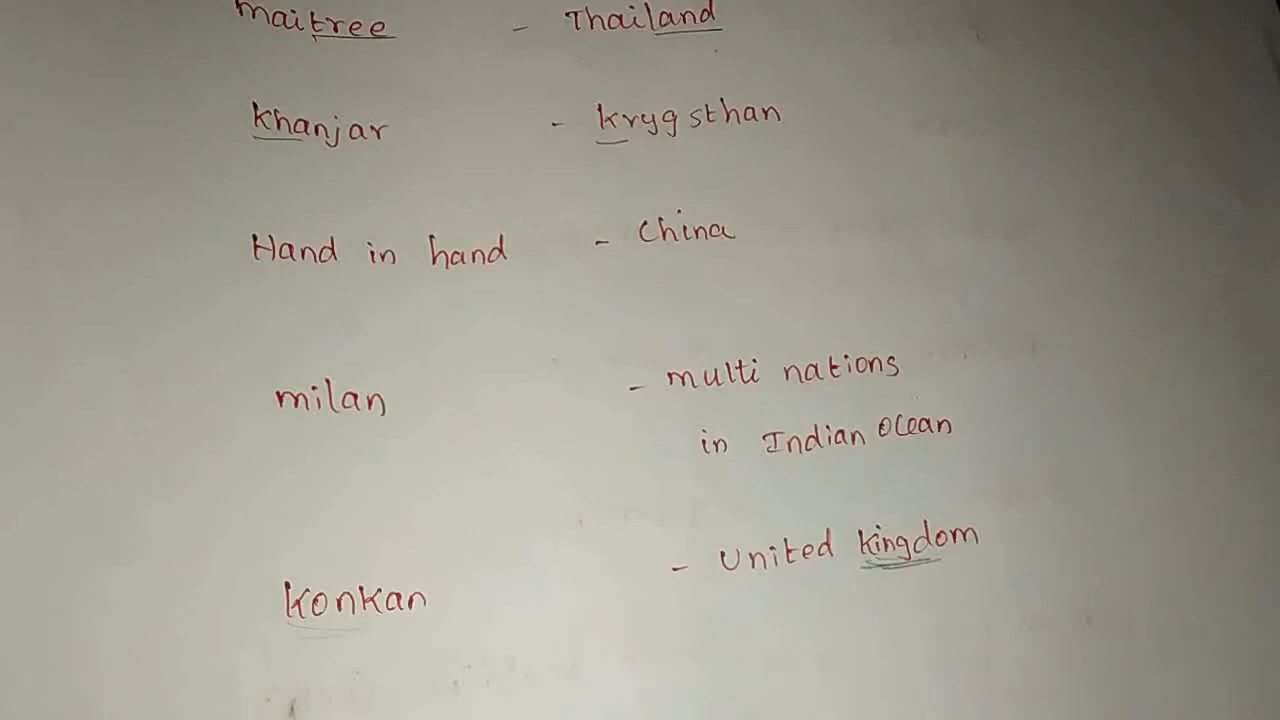 maitree - Thailand
Khanjar - Krygsthan
Hand in hand - China
milan - multi nations
in Indian Ocean
Konkan - United Kingdom